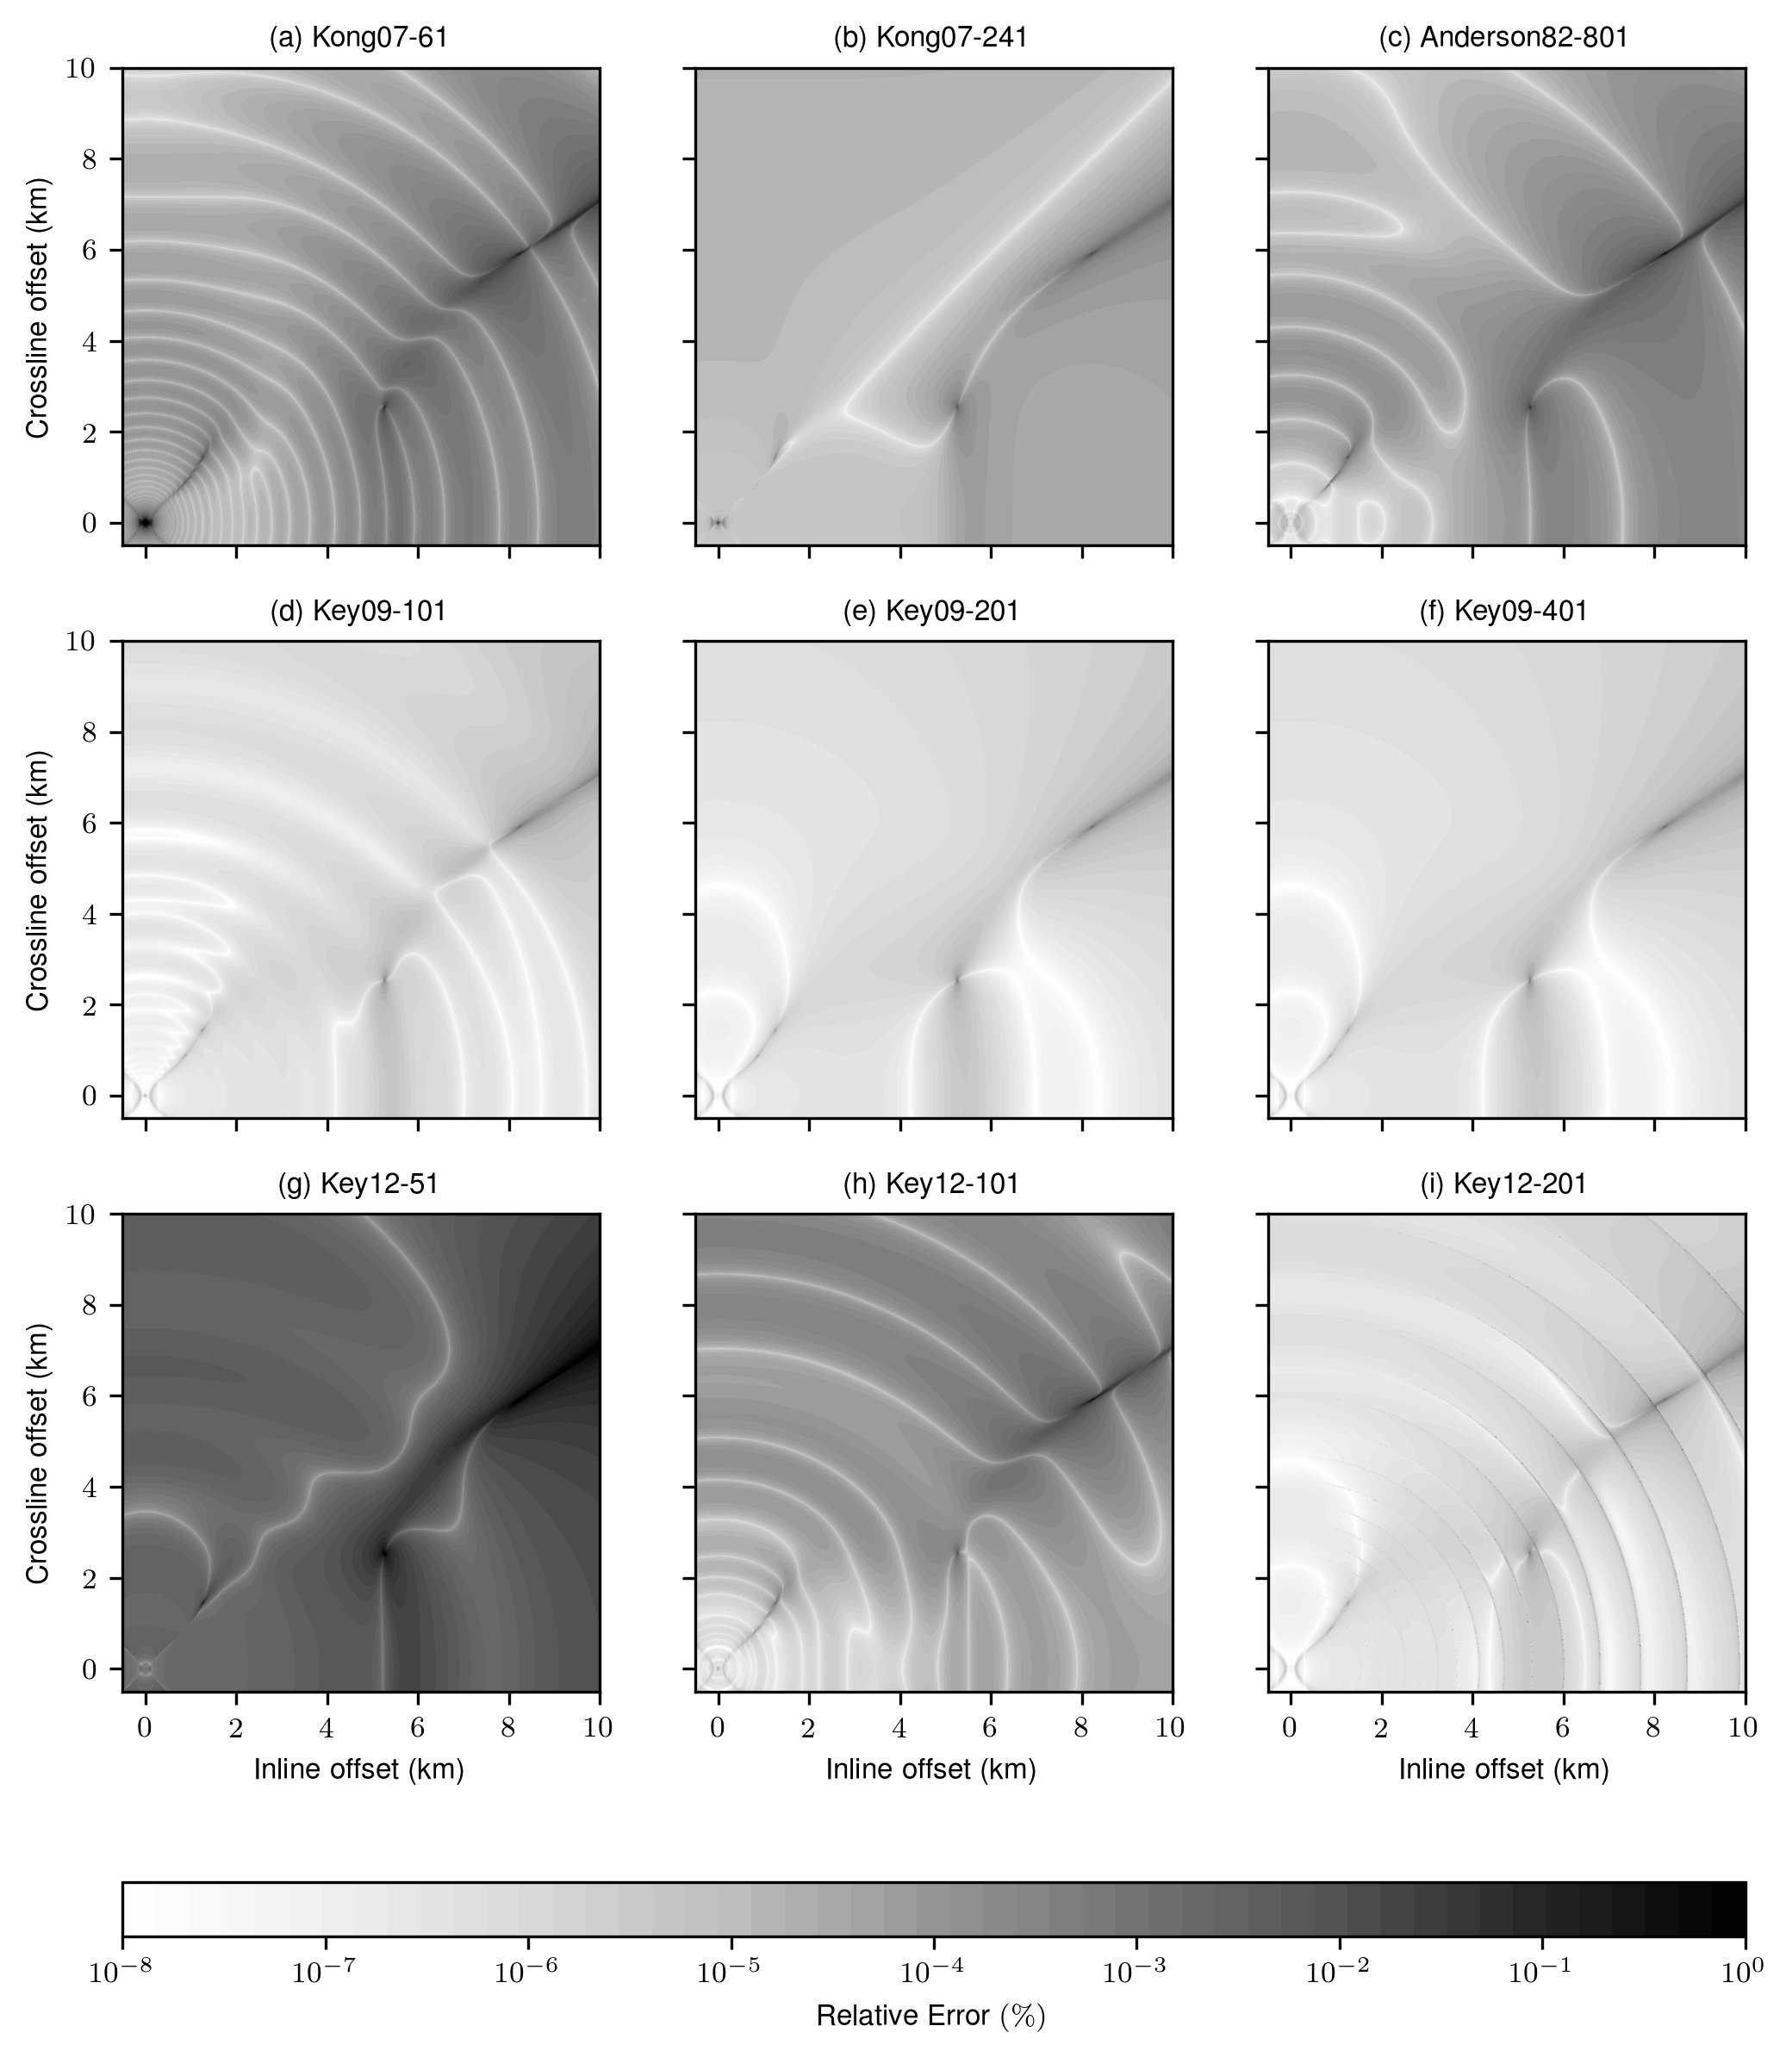 (a) Kong07-61
(b) Kong07-241
(c) Anderson82-801
10
8
6
4
2
0
Crossline offset (km)
(d) Key09-101
(e) Key09-201
(f) Key09-401
10
8
6
4
2
0
Crossline offset (km)
(g) Key12-51
(h) Key12-101
(i) Key12-201
10
8
6
4
2
0
Crossline offset (km)
0 2 4 6 8 10
0 2 4 6 8 10
0 2 4 6 8 10
Inline offset (km)
Inline offset (km)
Inline offset (km)
10⁻⁸ 10⁻⁷ 10⁻⁶ 10⁻⁵ 10⁻⁴ 10⁻³ 10⁻² 10⁻¹ 10⁰
Relative Error (%)